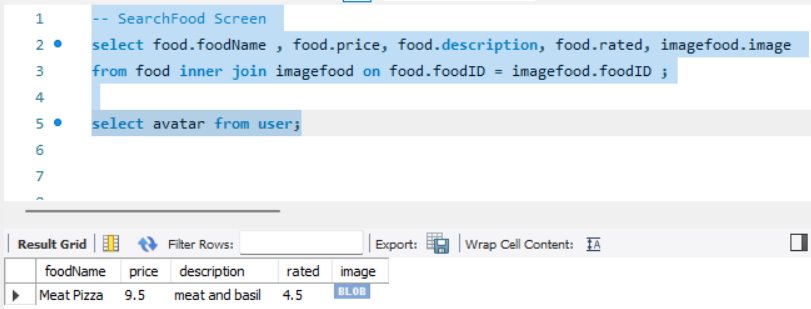 1 -- SearchFood Screen
2 select food.foodName , food.price, food.description, food.rated, imagefood.image
3 from food inner join imagefood on food.foodID = imagefood.foodID ;
4
5 select avatar from user;
6
7
Result Grid Filter Rows: Export: Wrap Cell Content: IA
foodName price description rated image
Meat Pizza 9.5 meat and basil 4.5 BLOB